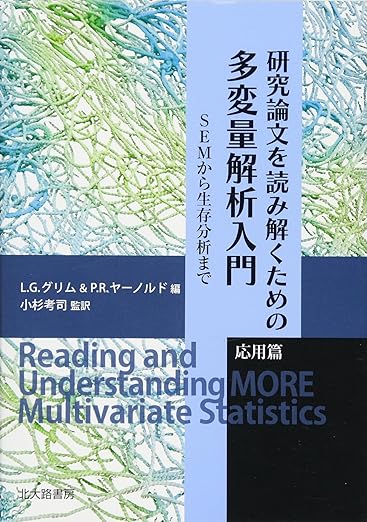 研究論文を読み解くための
多変量解析入門
SEMから生存分析まで
L.G.グリム & P.R.ヤーノルド 編
小杉考司 監訳
応用篇
Reading and
Understanding MORE
Multivariate Statistics
北大路書房